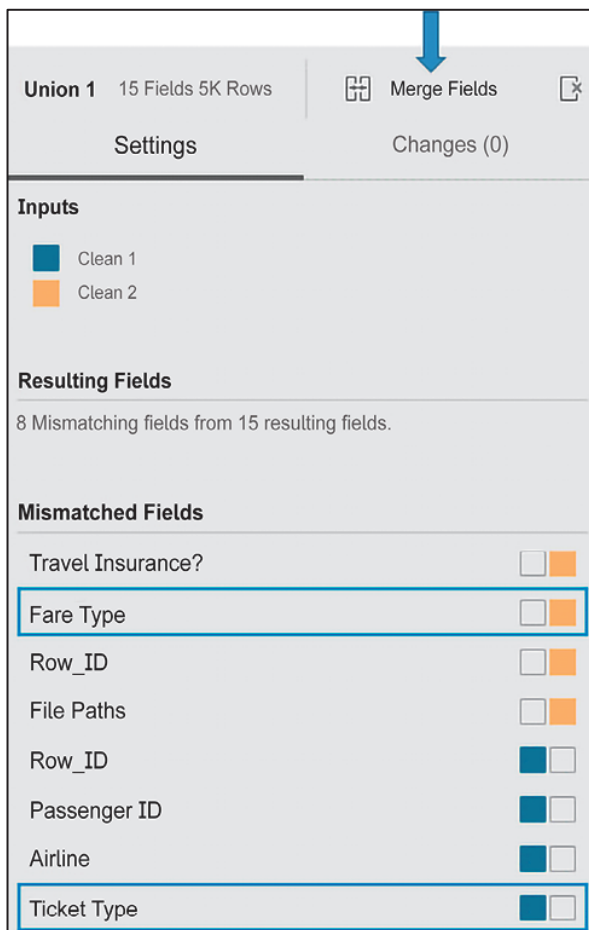 Union 1 15 Fields 5K Rows Merge Fields
Settings Changes (0)
Inputs
Clean 1
Clean 2
Resulting Fields
8 Mismatching fields from 15 resulting fields.
Mismatched Fields
Travel Insurance?
Fare Type
Row_ID
File Paths
Row_ID
Passenger ID
Airline
Ticket Type